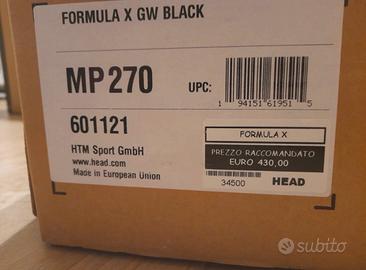 FORMULA X GW BLACK
MP 270
UPC:
1 94151 61951 5
601121
HTM Sport GmbH
www.head.com
Made in European Union
FORMULA X
PREZZO RACCOMANDATO
EURO 430,00
34500 HEAD
subito